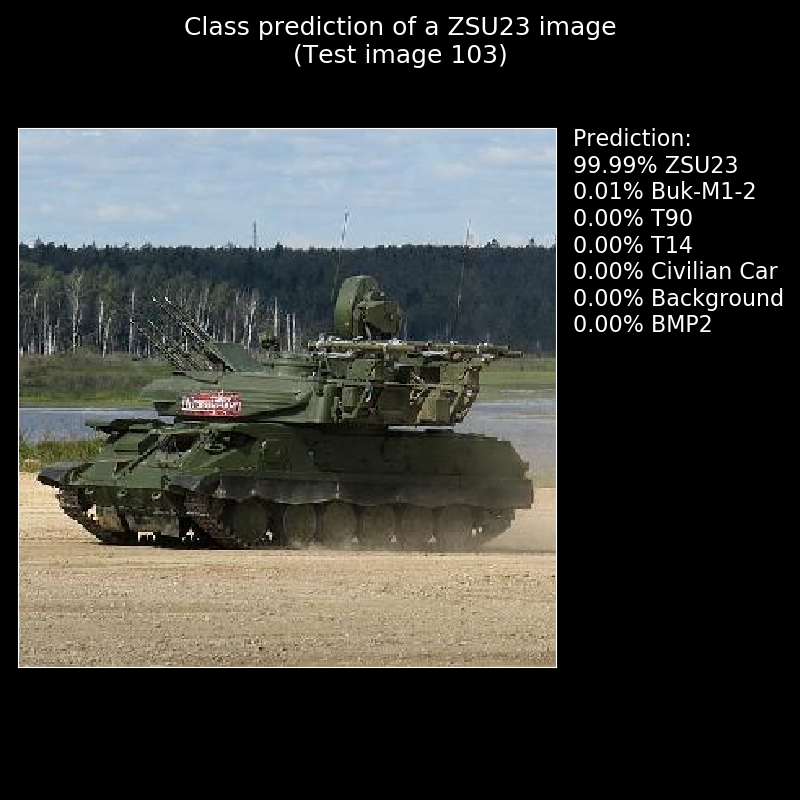 Class prediction of a ZSU23 image
(Test image 103)
Prediction:
99.99% ZSU23
0.01% Buk-M1-2
0.00% T90
0.00% T14
0.00% Civilian Car
0.00% Background
0.00% BMP2